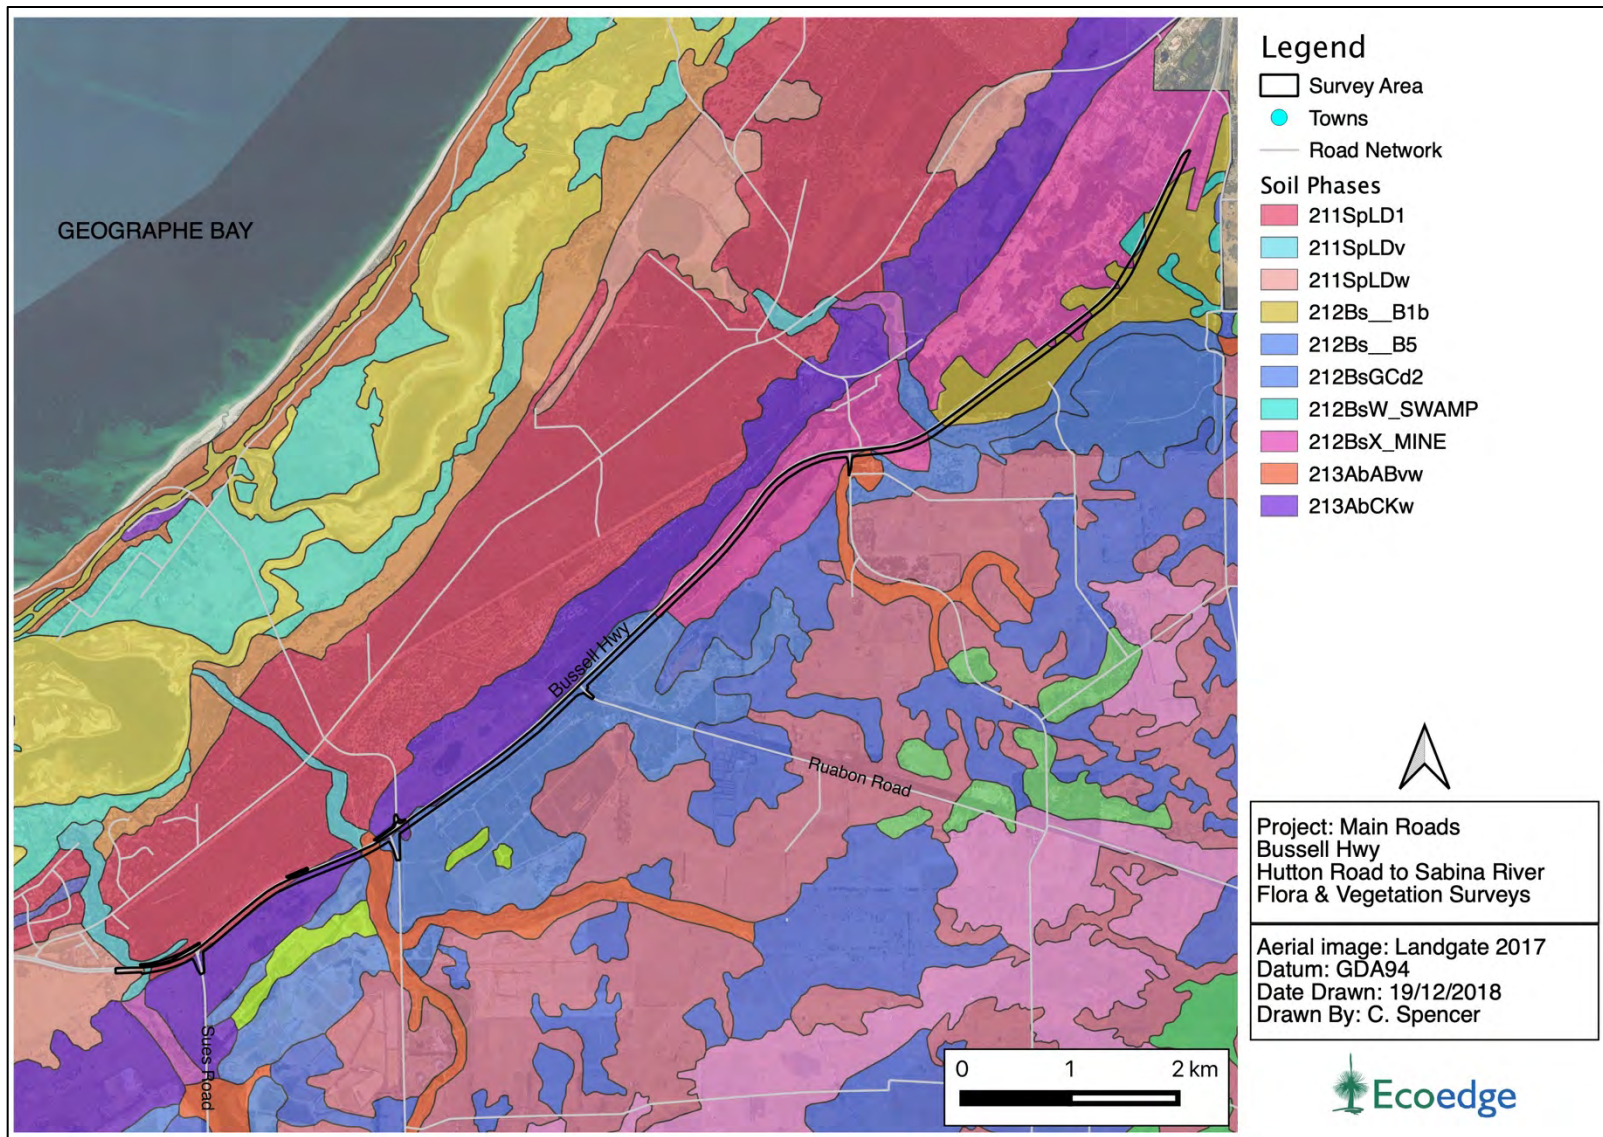 GEOGRAPHE BAY
Bussell Hwy
Ruabon Road
Sues Road
0 1 2 km
Legend
Survey Area
Towns
Road Network
Soil Phases
211SpLD1
211SpLDv
211SpLDw
212Bs__B1b
212Bs__B5
212BsGCd2
212BsW_SWAMP
212BsX_MINE
213AbABvw
213AbCKw
Project: Main Roads
Bussell Hwy
Hutton Road to Sabina River
Flora & Vegetation Surveys
Aerial image: Landgate 2017
Datum: GDA94
Date Drawn: 19/12/2018
Drawn By: C. Spencer
Ecoedge